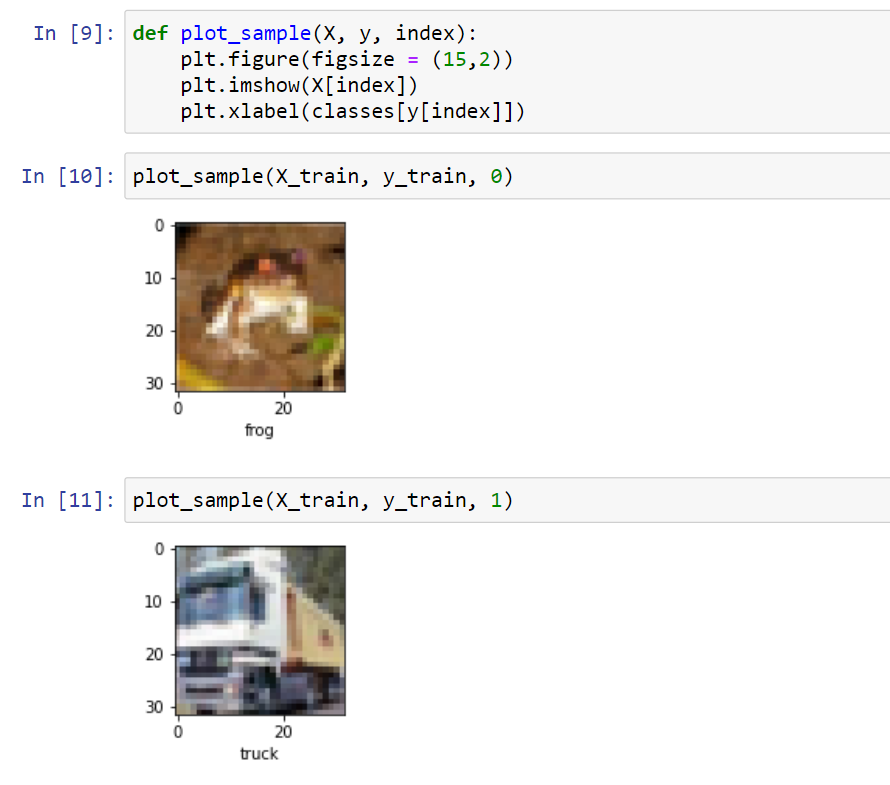 In [9]: def plot_sample(X, y, index):
    plt.figure(figsize = (15,2))
    plt.imshow(X[index])
    plt.xlabel(classes[y[index]])
In [10]: plot_sample(X_train, y_train, 0)
0
10
20
30
0 20
frog
In [11]: plot_sample(X_train, y_train, 1)
0
10
20
30
0 20
truck